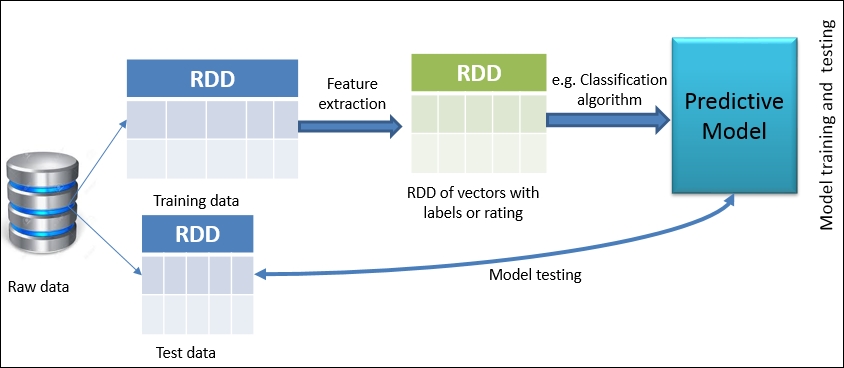 RDD
Training data
Feature
extraction
RDD
RDD of vectors with
labels or rating
e.g. Classification
algorithm
Predictive
Model
Model training and testing
Raw data
RDD
Test data
Model testing